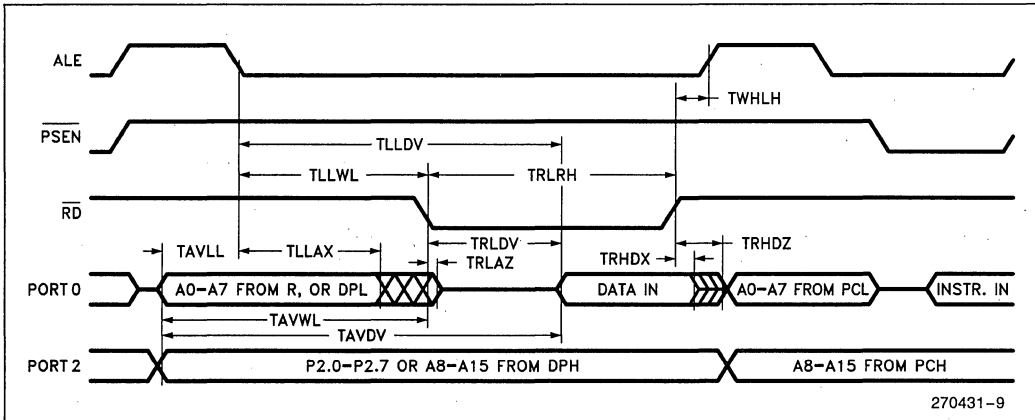 ALE
TWHLH
PSEN
TLLDV
TLLWL
TRLRH
RD
TAVLL
TLLAX
TRLDV
TRLAZ
TRHDX
TRHDZ
PORT 0
A0–A7 FROM R, OR DPL
DATA IN
A0–A7 FROM PCL
INSTR. IN
TAVWL
TAVDV
PORT 2
P2.0–P2.7 OR A8–A15 FROM DPH
A8–A15 FROM PCH
270431–9